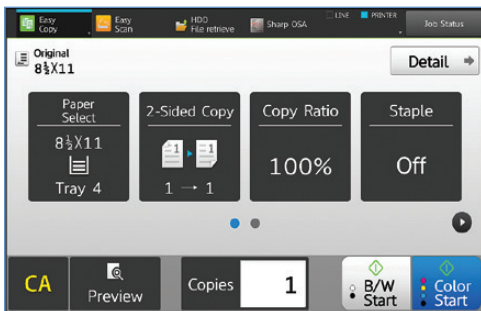 Easy
Copy
Easy
Scan
HDD
File retrieve
Sharp OSA
LINE
PRINTER
Job Status
Original
8½X11
Detail
Paper
Select
8½X11
Tray 4
2-Sided Copy
1 1
1 → 1
Copy Ratio
100%
Staple
Off
CA
Preview
Copies
1
B/W
Start
Color
Start